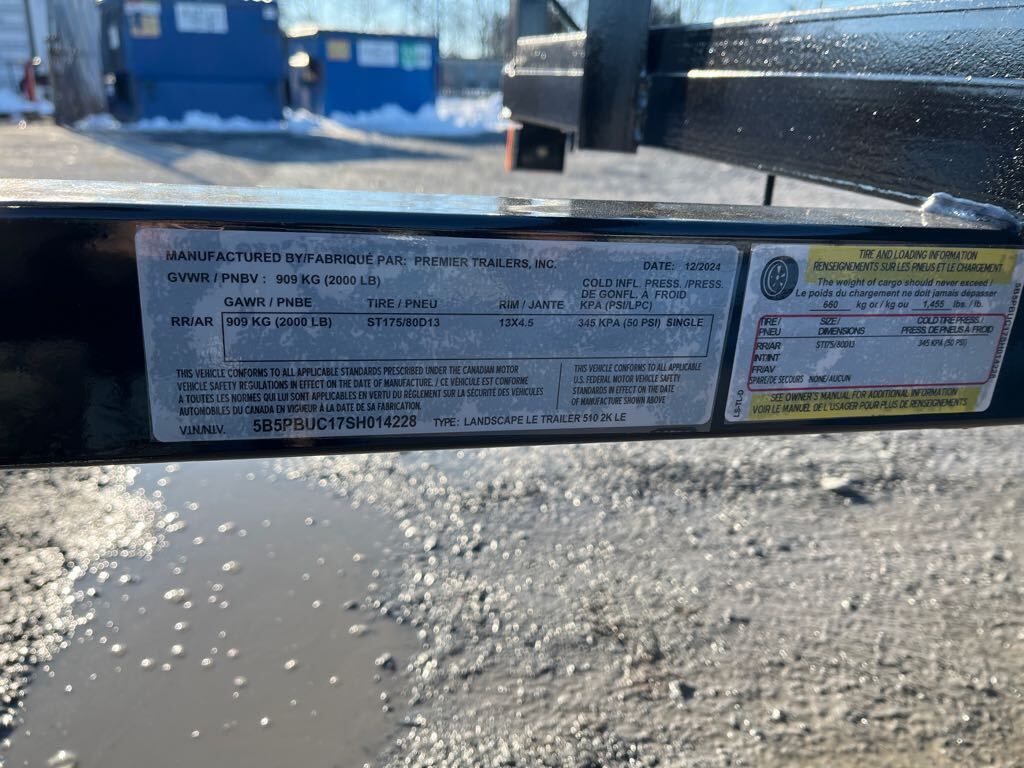 MANUFACTURED BY/FABRIQUÉ PAR: PREMIER TRAILERS, INC. DATE: 12/2024
GVWR / PNBV : 909 KG (2000 LB)
COLD INFL. PRESS./PRESS.
DE GONFL. À FROID
KPA (PSI/LPC)
GAWR / PNBE TIRE / PNEU RIM / JANTE
RR/AR 909 KG (2000 LB) ST175/80D13 13X4.5 345 KPA (50 PSI) SINGLE
THIS VEHICLE CONFORMS TO ALL APPLICABLE STANDARDS PRESCRIBED UNDER THE CANADIAN MOTOR
VEHICLE SAFETY REGULATIONS IN EFFECT ON THE DATE OF MANUFACTURE. / CE VÉHICULE EST CONFORME
À TOUTES LES NORMES QUI LUI SONT APPLICABLES EN VERTU DU RÈGLEMENT SUR LA SÉCURITÉ DES VÉHICULES
AUTOMOBILES DU CANADA EN VIGUEUR À LA DATE DE SA FABRICATION.
THIS VEHICLE CONFORMS TO ALL APPLICABLE
U.S. FEDERAL MOTOR VEHICLE SAFETY
STANDARDS IN EFFECT ON THE DATE
OF MANUFACTURE SHOWN ABOVE
V.I.N./N.I.V. 5B5PBUC17SH014228 TYPE: LANDSCAPE LE TRAILER 510 2K LE
TIRE AND LOADING INFORMATION
RENSEIGNEMENTS SUR LES PNEUS ET LE CHARGEMENT
The weight of cargo should never exceed /
Le poids du chargement ne doit jamais dépasser
660 kg or / kg ou 1,455 lbs. / lb.
TIRE / SIZE / COLD TIRE PRESS. /
PNEU DIMENSIONS PRESS. DE PNEUS À FROID
RR/AR ST175/80D13 345 KPA (50 PSI)
INT/INT
FR/AV
SPARE/DE SECOURS NONE/AUCUN
SEE OWNER'S MANUAL FOR ADDITIONAL INFORMATION
VOIR LE MANUEL DE L'USAGER POUR PLUS DE RENSEIGNEMENTS
LS-TL-D
5B5PBUC17SH014228